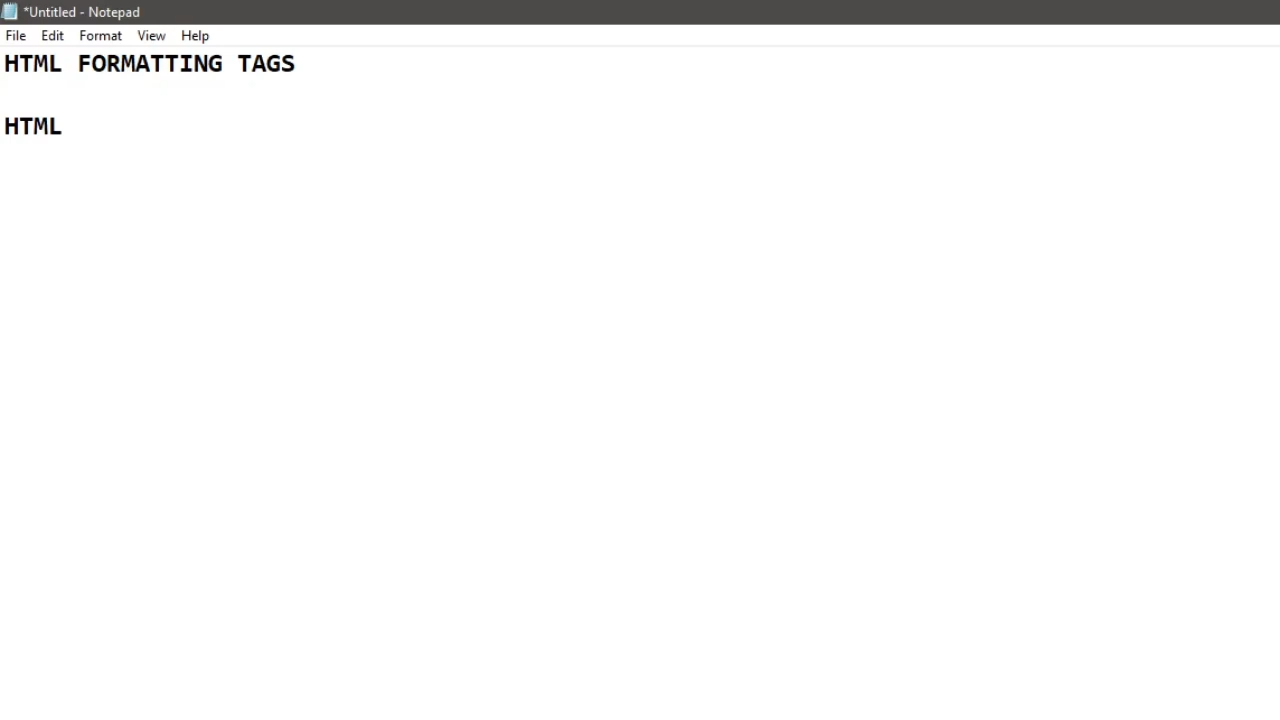 *Untitled - Notepad
File Edit Format View Help
HTML FORMATTING TAGS
HTML